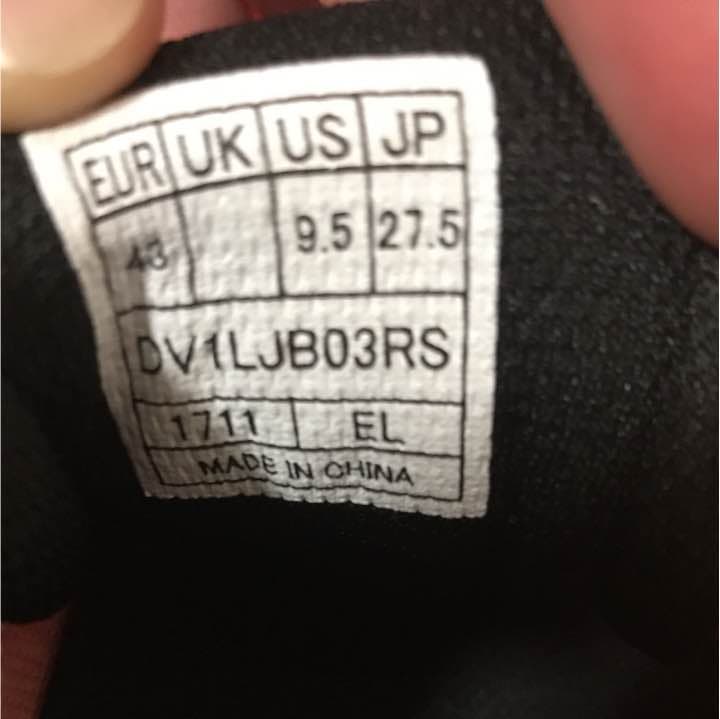 EUR UK US JP
43 9.5 27.5
DV1LJB03RS
1711 EL
MADE IN CHINA